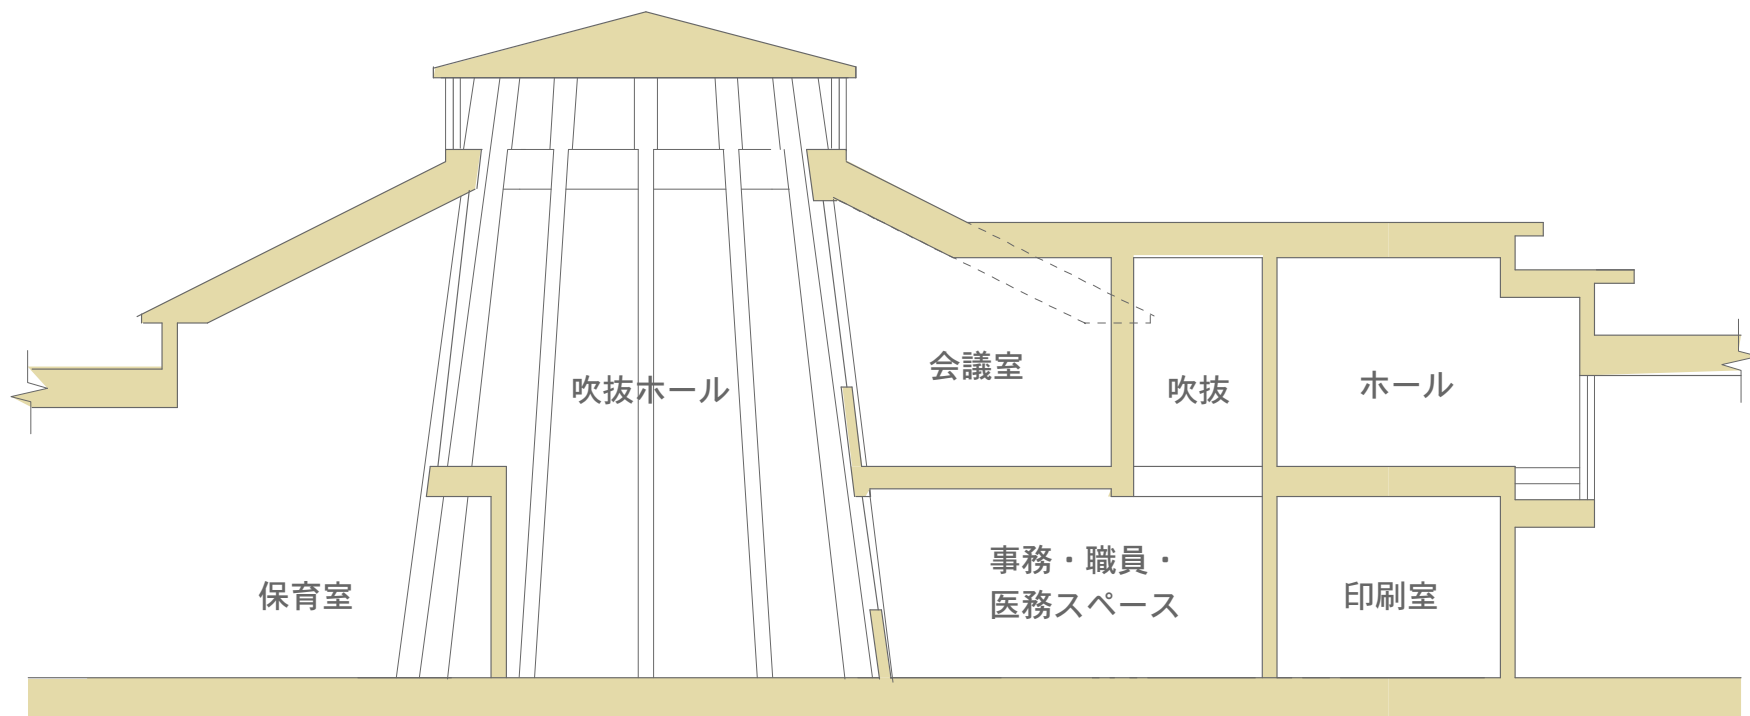 会議室
吹抜ホール
吹抜
ホール
事務・職員・
医務スペース
保育室
印刷室